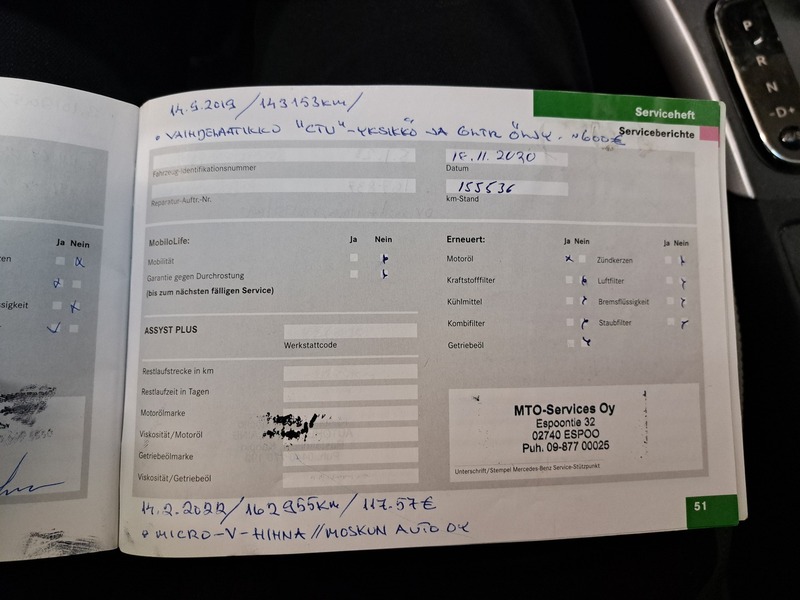 14.9.2019 /143153km/
• VAIHDELAATIKKO "CTU"-YKSIKKÖ JA 6LITR ÖLJY. ~600€
Serviceheft
Serviceberichte
Fahrzeug-Identifikationsnummer
18.11.2020
Datum
Reparatur-Auftr.-Nr.
155536
km-Stand
Ja Nein
MobiloLife: Ja Nein
Mobilität
Garantie gegen Durchrostung
(bis zum nächsten fälligen Service)
Erneuert: Ja Nein Ja Nein
Motoröl Zündkerzen
Kraftstofffilter Luftfilter
Kühlmittel Bremsflüssigkeit
Kombifilter Staubfilter
Getriebeöl
ssigkeit
ASSYST PLUS
Werkstattcode
Restlaufstrecke in km
Restlaufzeit in Tagen
Motorölmarke
Viskosität/Motoröl
Getriebeölmarke
Viskosität/Getriebeöl
MTO-Services Oy
Espoontie 32
02740 ESPOO
Puh. 09-877 00025
Unterschrift/Stempel Mercedes-Benz Service-Stützpunkt
14.2.2022/162955km/117.57€
• MICRO-V-HIHNA//MOSKUN AUTO OY
51
P
R
N
D+